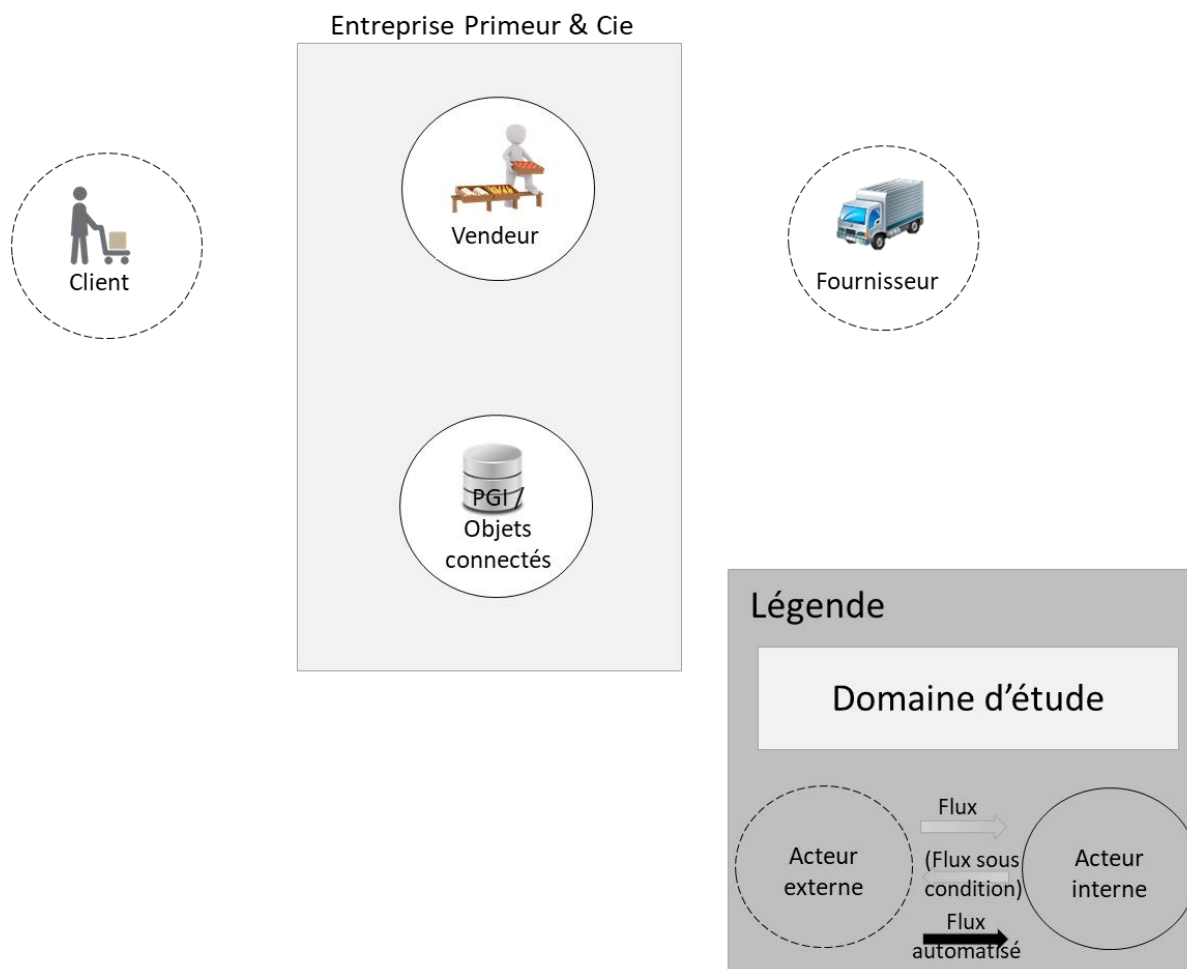 Entreprise Primeur & Cie
Vendeur
Client
Fournisseur
PGI /
Objets
connectés
Légende
Domaine d’étude
Acteur
externe
Flux
(Flux sous
condition)
Flux
automatisé
Acteur
interne